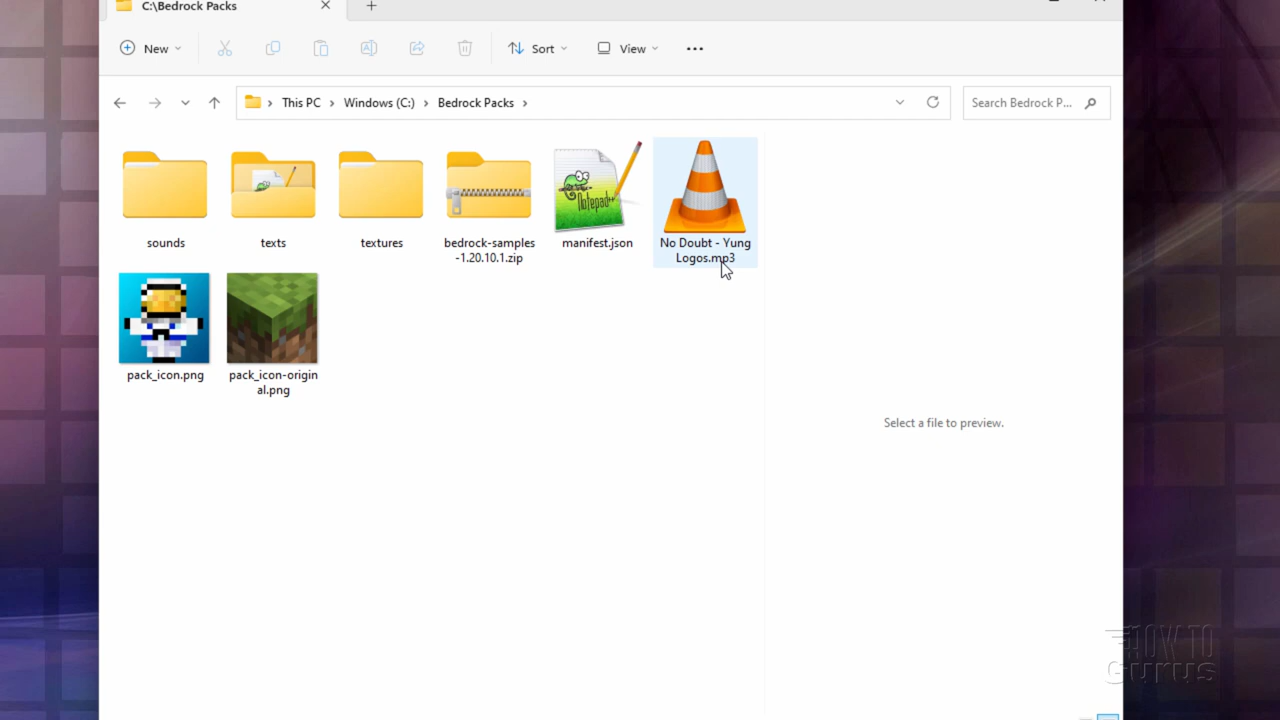 C:\Bedrock Packs
New
Sort
View
This PC
Windows (C:)
Bedrock Packs
Search Bedrock P...
sounds
texts
textures
bedrock-samples
-1.20.10.1.zip
Notepad++
manifest.json
No Doubt - Yung
Logos.mp3
pack_icon.png
pack_icon-origin
al.png
Select a file to preview.
HOW TO
GURUS